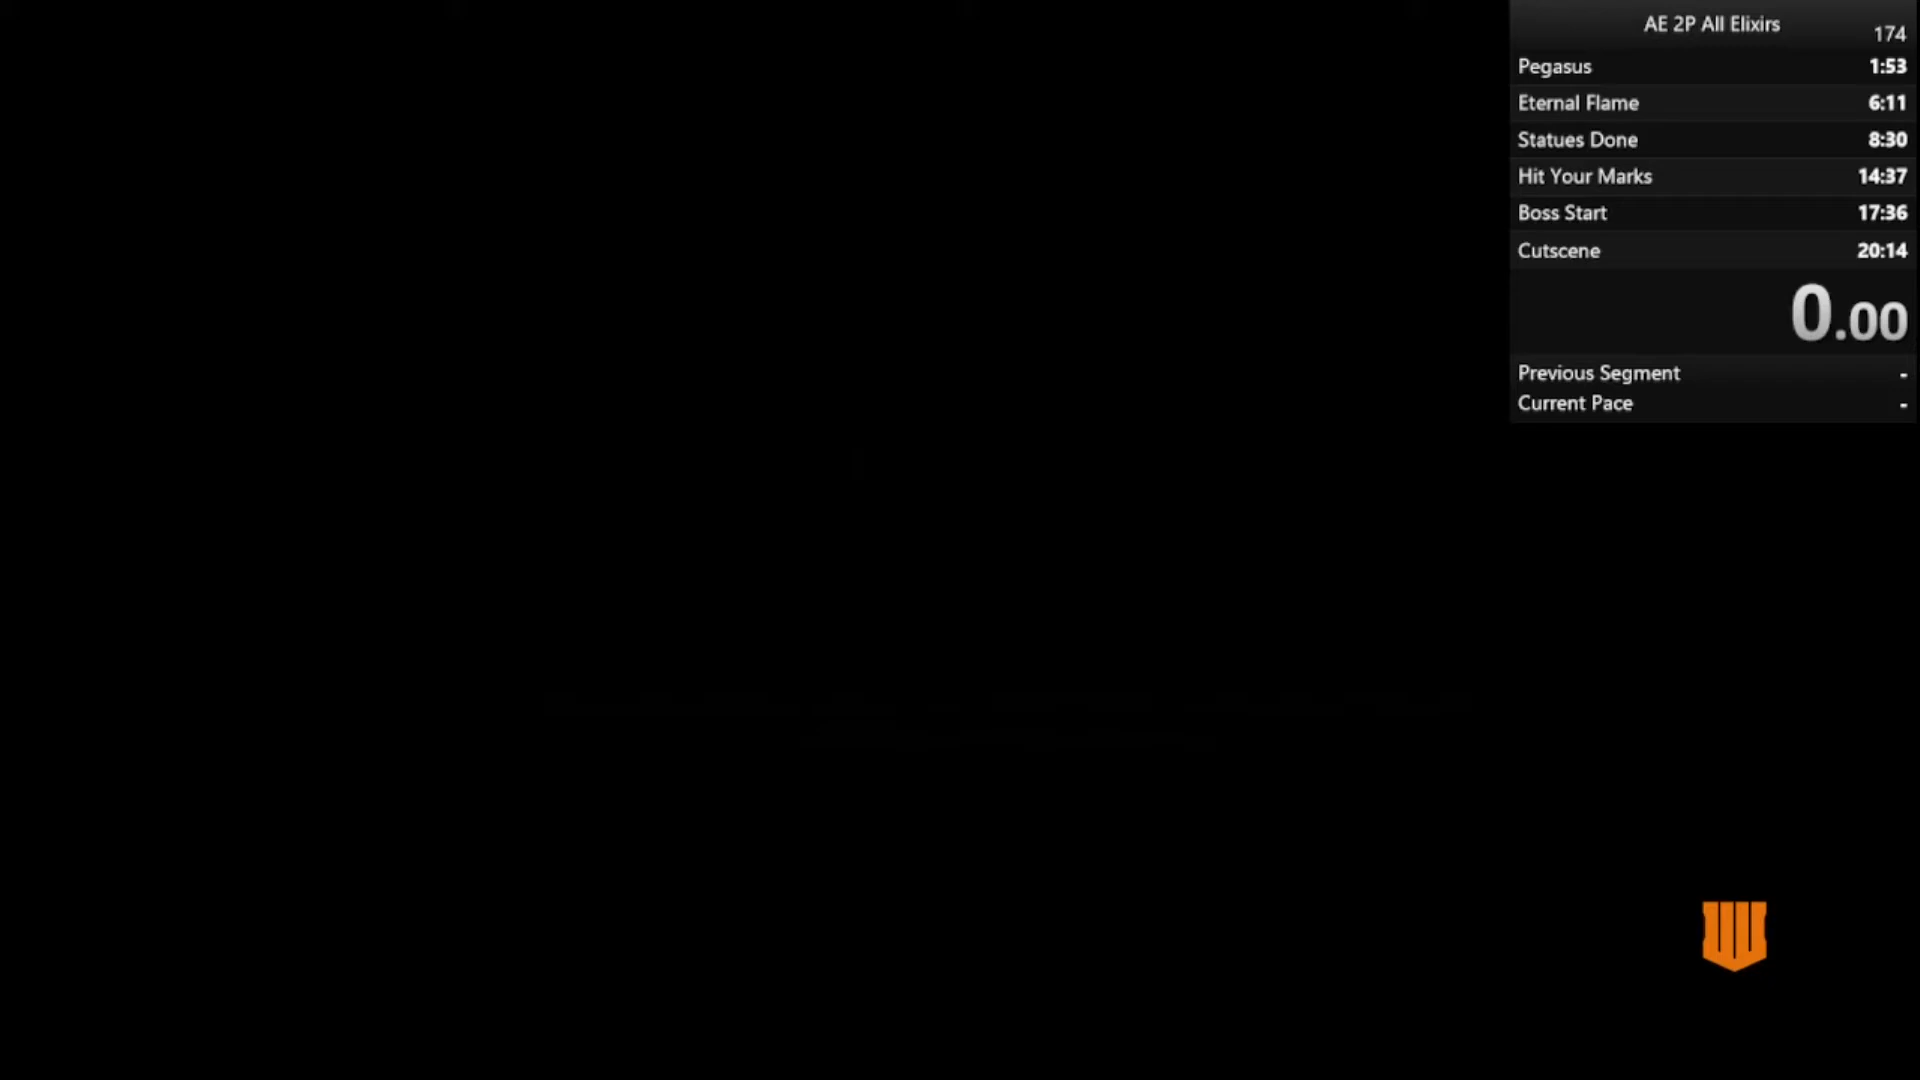 AE 2P All Elixirs
174
Pegasus 1:53
Eternal Flame 6:11
Statues Done 8:30
Hit Your Marks 14:37
Boss Start 17:36
Cutscene 20:14
0.00
Previous Segment -
Current Pace -